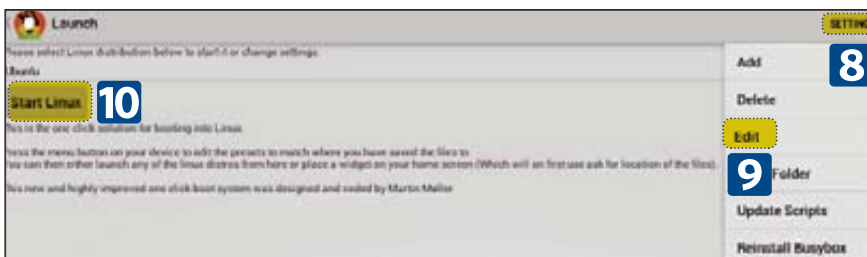 Launch
SETTING
Please select Linux distribution below to start it or change settings.
Ubuntu
Start Linux
10
This is the one click solution for booting into Linux
Press the menu button on your device to edit the presets to match where you have saved the files to
You can then either launch any of the linux distros from here or place a widget on your home screen (Which will on first use ask for location of the files).
This new and highly improved one click boot system was designed and coded by Martin Møller
8
Add
Delete
Edit
9
Folder
Update Scripts
Reinstall Busybox